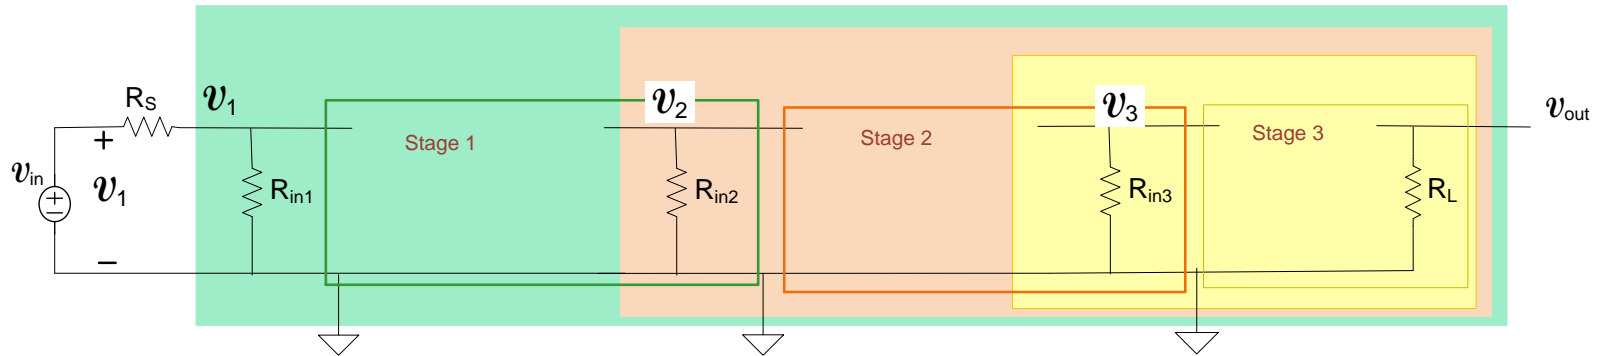 R_S
v_1
v_2
v_3
v_out
Stage 1
Stage 2
Stage 3
+
v_in
v_1
R_in1
R_in2
R_in3
R_L
+
−
−